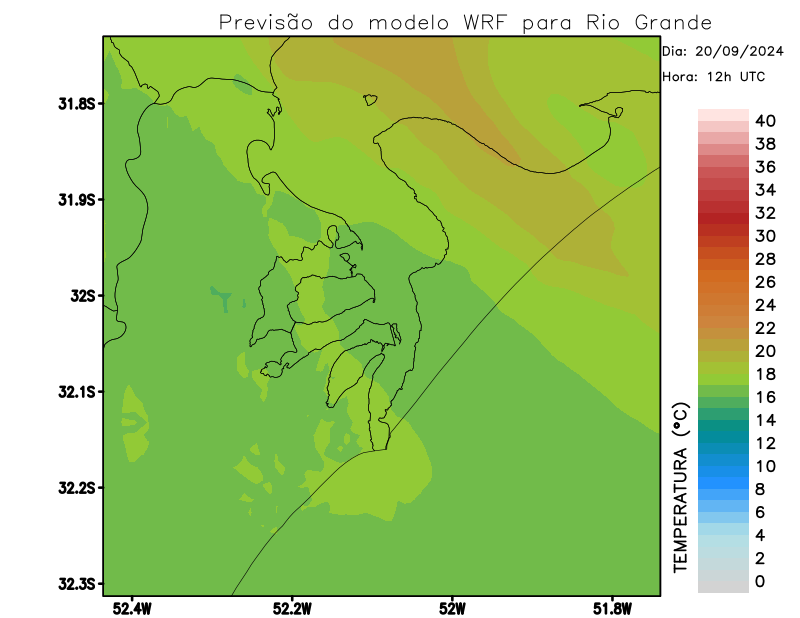 Previsão do modelo WRF para Rio Grande
Dia: 20/09/2024
Hora: 12h UTC
31.8S
31.9S
32S
32.1S
32.2S
32.3S
52.4W
52.2W
52W
51.8W
40
38
36
34
32
30
28
26
24
22
20
18
16
14
12
10
8
6
4
2
0
TEMPERATURA (°C)